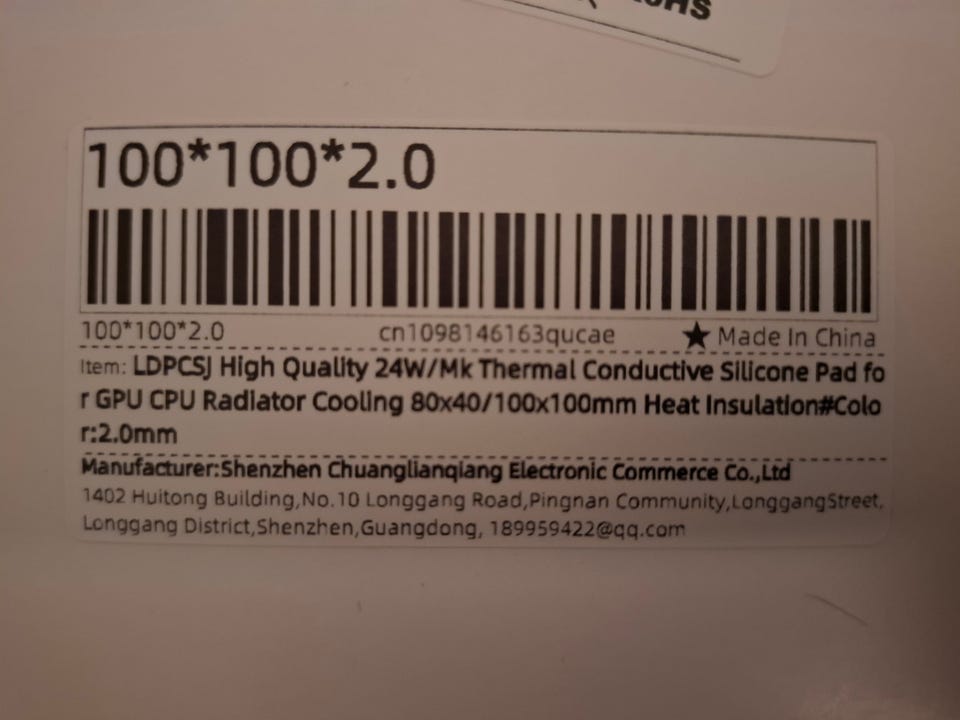 100*100*2.0
100*100*2.0 cn1098146163qucae ★ Made In China
Item: LDPCSJ High Quality 24W/Mk Thermal Conductive Silicone Pad fo
r GPU CPU Radiator Cooling 80x40/100x100mm Heat Insulation#Colo
r:2.0mm
Manufacturer:Shenzhen Chuanglianqiang Electronic Commerce Co.,Ltd
1402 Huitong Building,No.10 Longgang Road,Pingnan Community,LonggangStreet,
Longgang District,Shenzhen,Guangdong, 189959422@qq.com